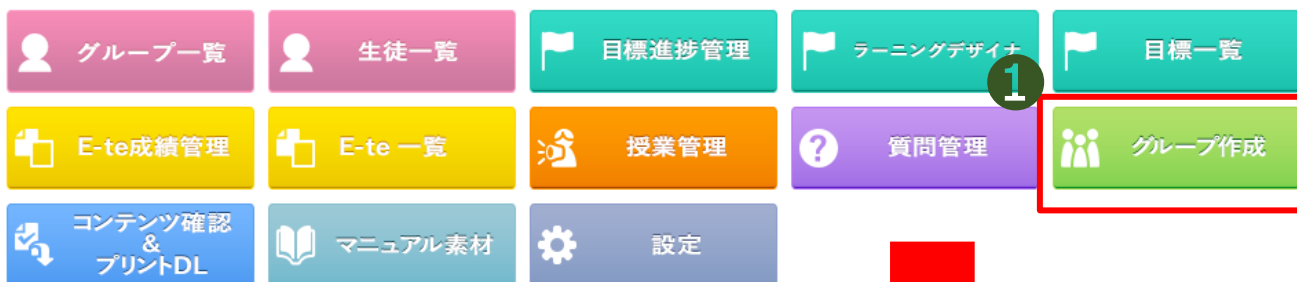 グループ一覧
生徒一覧
目標進捗管理
ラーニングデザイナ
目標一覧
1
E-te成績管理
E-te 一覧
授業管理
?
質問管理
グループ作成
コンテンツ確認
&
プリントDL
マニュアル素材
設定